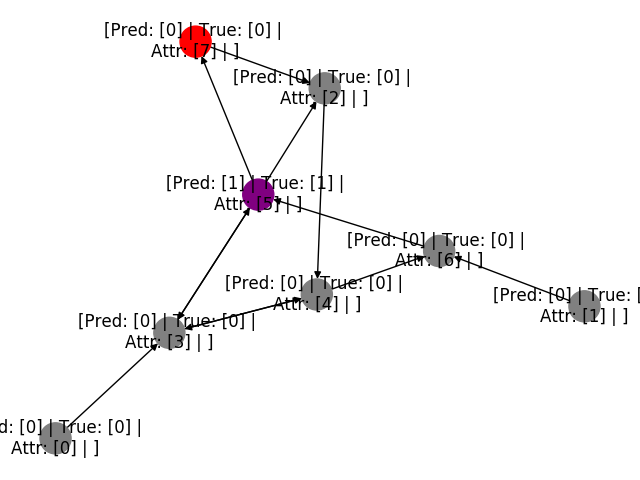 [Pred: [0] | True: [0] |
Attr: [7] | ]
[Pred: [0] | True: [0] |
Attr: [2] | ]
[Pred: [1] | True: [1] |
Attr: [5] | ]
[Pred: [0] | True: [0] |
Attr: [6] | ]
[Pred: [0] | True: [0] |
Attr: [4] | ]
[Pred: [0] | True: [
Attr: [1] | ]
[Pred: [0] | True: [0] |
Attr: [3] | ]
d: [0] | True: [0] |
Attr: [0] | ]